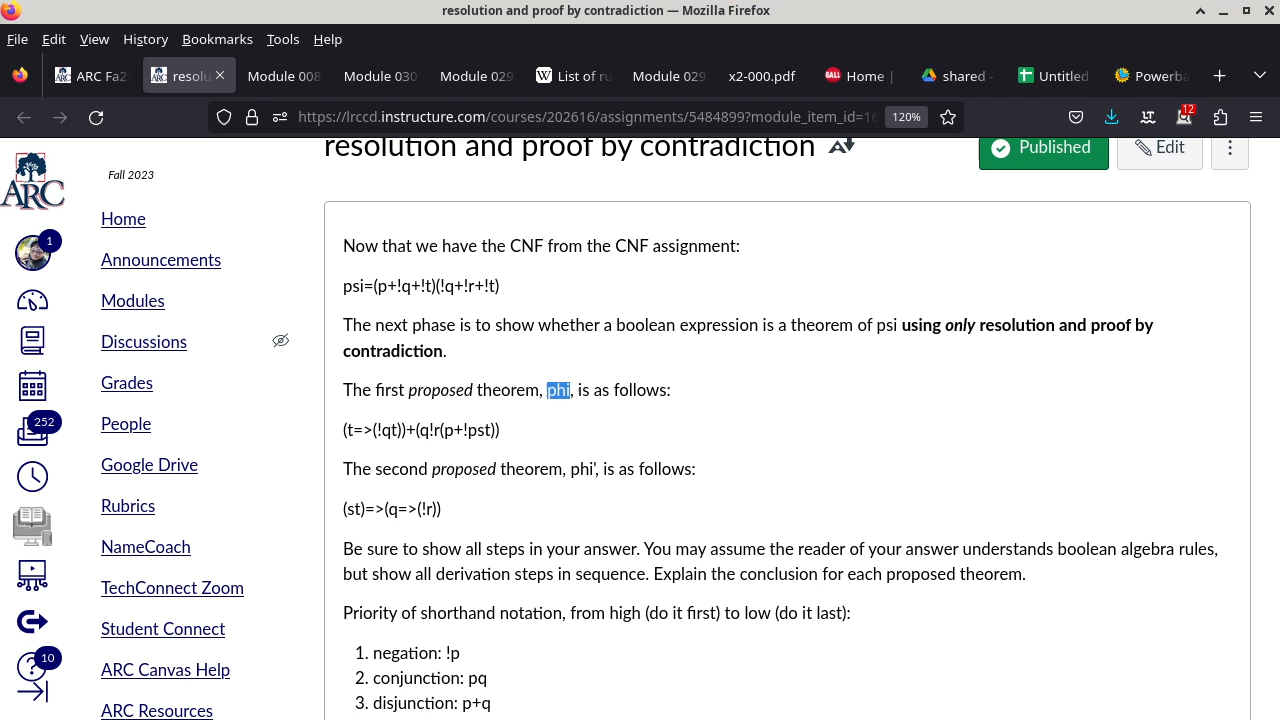 resolution and proof by contradiction — Mozilla Firefox
File Edit View History Bookmarks Tools Help
ARC Fa2 resolu Module 008 Module 030 Module 029 List of ru Module 029 x2-000.pdf BALL Home | shared - Untitled Powerba
https://lrccd.instructure.com/courses/202616/assignments/5484899?module_item_id=1 120% 12
ARC
Fall 2023
Home
1
Announcements
Modules
Discussions
Grades
People
252
Google Drive
Rubrics
NameCoach
TechConnect Zoom
Student Connect
10
ARC Canvas Help
ARC Resources
resolution and proof by contradiction
Published Edit
Now that we have the CNF from the CNF assignment:
psi=(p+!q+!t)(!q+!r+!t)
The next phase is to show whether a boolean expression is a theorem of psi using only resolution and proof by
contradiction.
The first proposed theorem, phi, is as follows:
(t=>(!qt))+(q!r(p+!pst))
The second proposed theorem, phi', is as follows:
(st)=>(q=>(!r))
Be sure to show all steps in your answer. You may assume the reader of your answer understands boolean algebra rules,
but show all derivation steps in sequence. Explain the conclusion for each proposed theorem.
Priority of shorthand notation, from high (do it first) to low (do it last):
1. negation: !p
2. conjunction: pq
3. disjunction: p+q